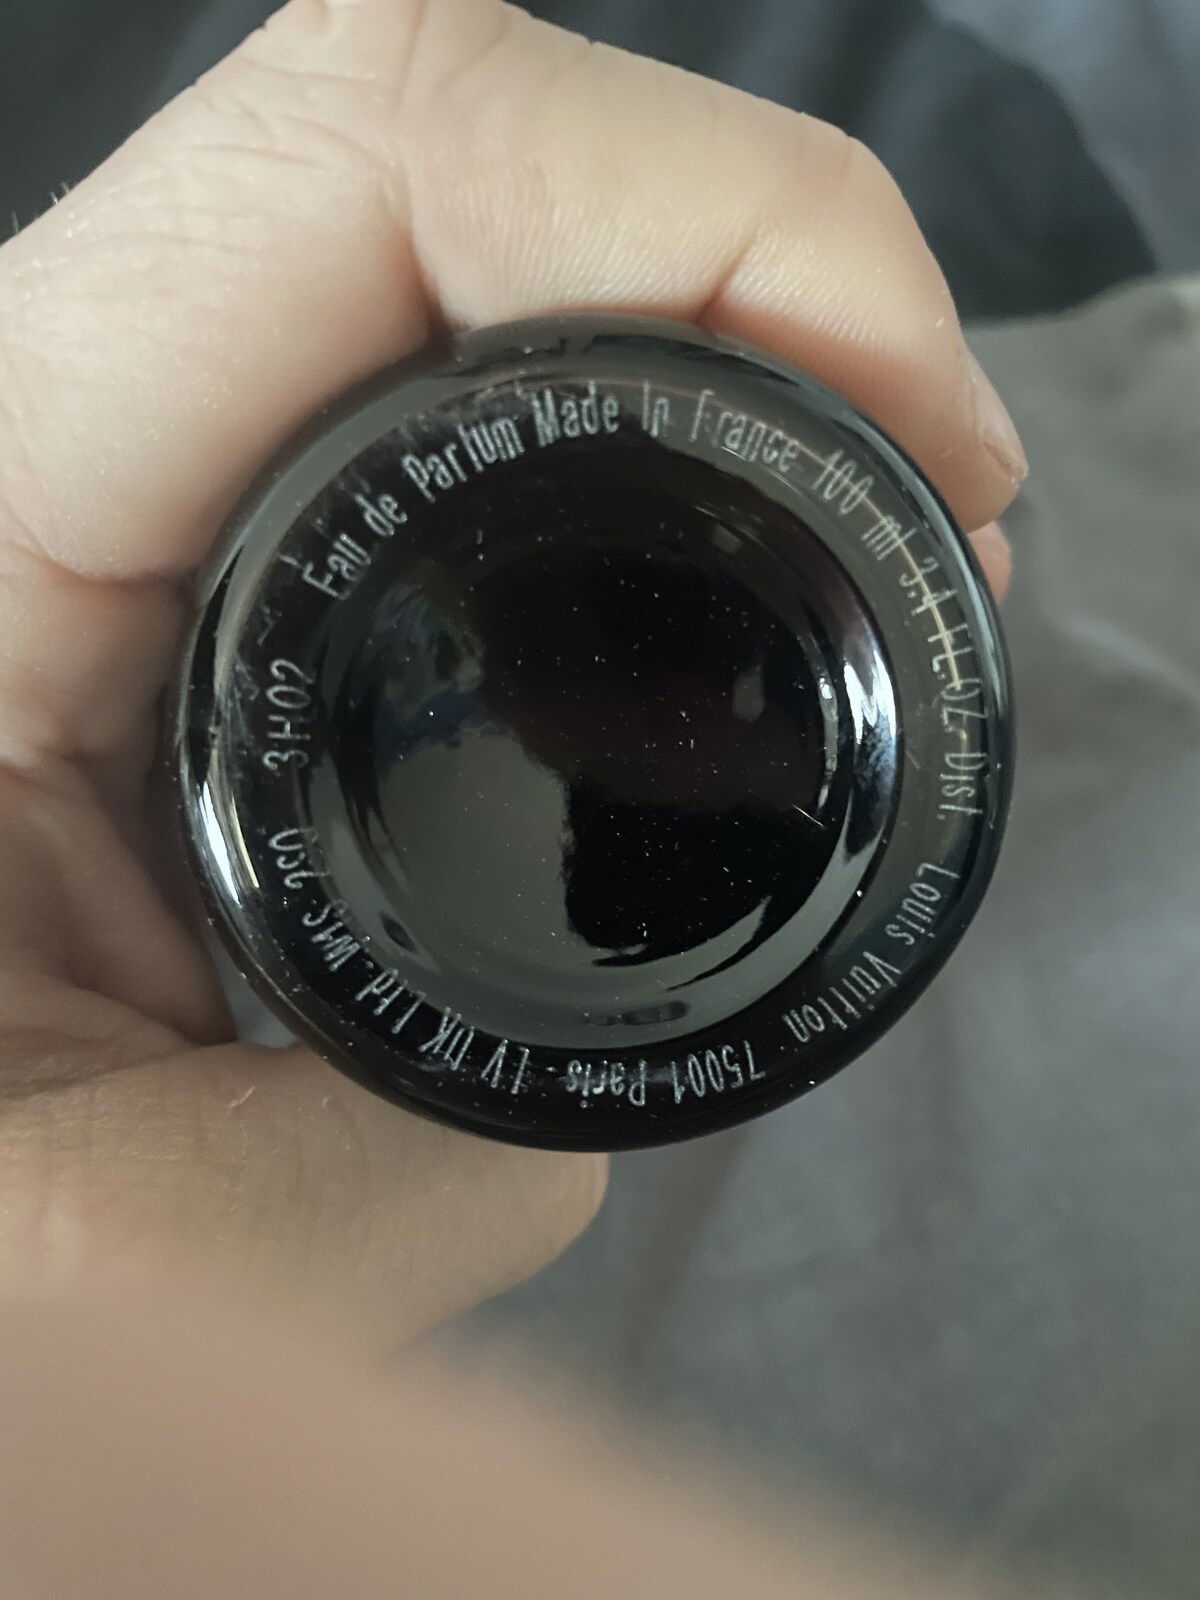 Eau de Parfum Made In France 100 ml 3.4 FL.OZ. Dist. Louis Vuitton · 75001 Paris · LV UK Ltd · W1S 2SQ 3H02